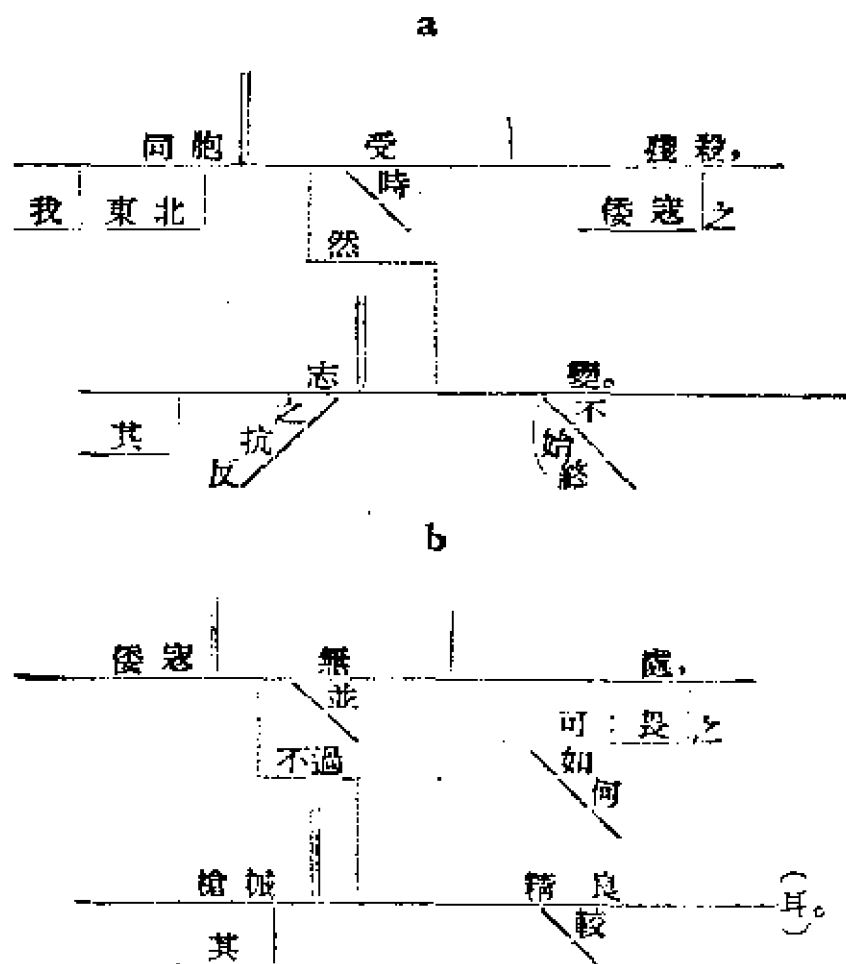 a
同胞 受 殘殺，
時
我 東北 倭寇 之
然
志 變。
其 之 不
抗 始
反 終
b
倭寇 無 處，
並
可 畏 之
不過 如
何
槍械 精良 （耳。）
其 較